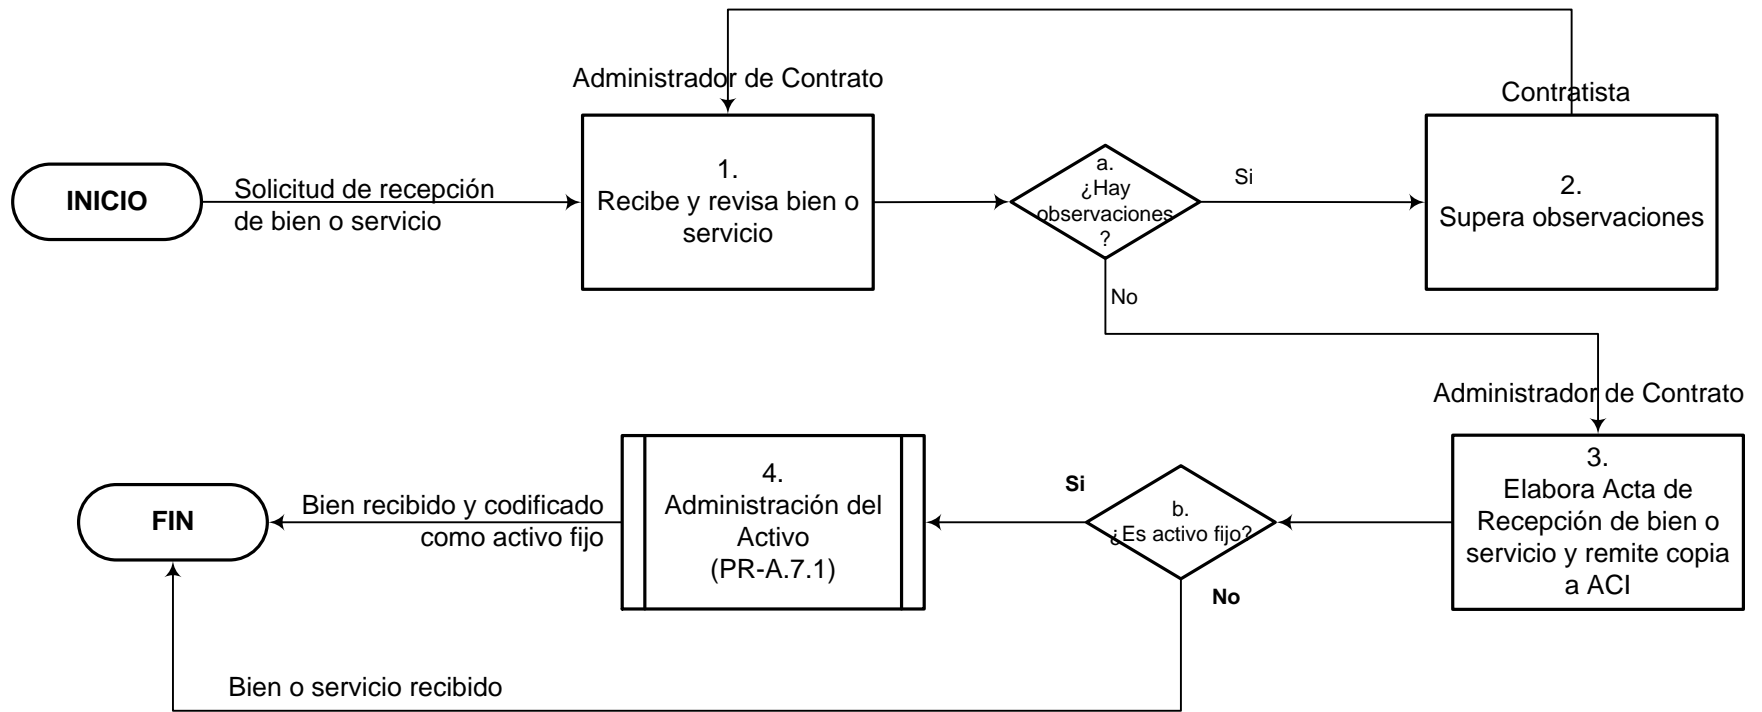 Administrador de Contrato
Contratista
INICIO
Solicitud de recepción
de bien o servicio
1.
Recibe y revisa bien o
servicio
a.
¿Hay
observaciones
?
Si
No
2.
Supera observaciones
Administrador de Contrato
3.
Elabora Acta de
Recepción de bien o
servicio y remite copia
a ACI
b.
¿Es activo fijo?
Si
No
4.
Administración del
Activo
(PR-A.7.1)
Bien recibido y codificado
como activo fijo
FIN
Bien o servicio recibido